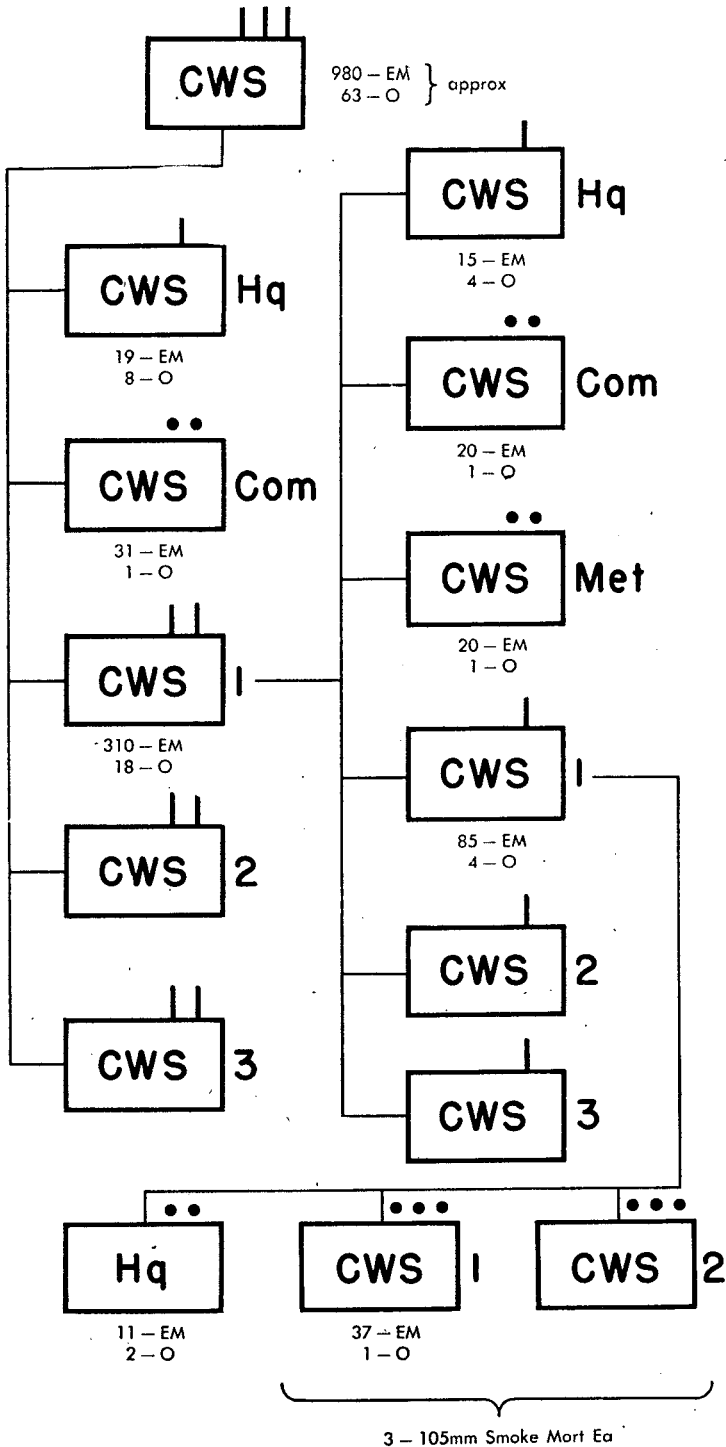 CWS
980 – EM
63 – O
approx
CWS Hq
19 – EM
8 – O
CWS Com
31 – EM
1 – O
CWS 1
310 – EM
18 – O
CWS 2
CWS 3
CWS Hq
15 – EM
4 – O
CWS Com
20 – EM
1 – O
CWS Met
20 – EM
1 – O
CWS 1
85 – EM
4 – O
CWS 2
CWS 3
Hq
11 – EM
2 – O
CWS 1
37 – EM
1 – O
CWS 2
3 – 105mm Smoke Mort Ea